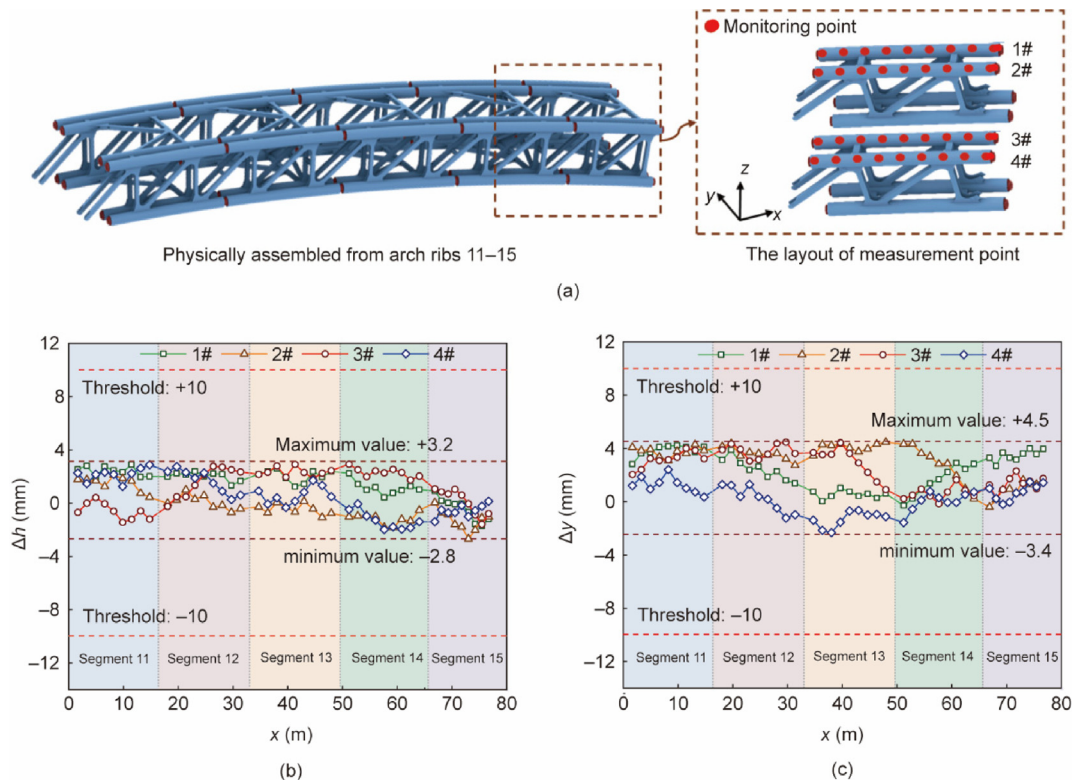 Monitoring point
1#
2#
3#
4#
z
y
x
Physically assembled from arch ribs 11–15
The layout of measurement point
(a)
12
8
4
0
–4
–8
–12
Δh (mm)
1# 2# 3# 4#
Threshold: +10
Maximum value: +3.2
minimum value: –2.8
Threshold: –10
Segment 11 Segment 12 Segment 13 Segment 14 Segment 15
0 10 20 30 40 50 60 70 80
x (m)
(b)
12
8
4
0
–4
–8
–12
Δy (mm)
1# 2# 3# 4#
Threshold: +10
Maximum value: +4.5
minimum value: –3.4
Threshold: –10
Segment 11 Segment 12 Segment 13 Segment 14 Segment 15
0 10 20 30 40 50 60 70 80
x (m)
(c)